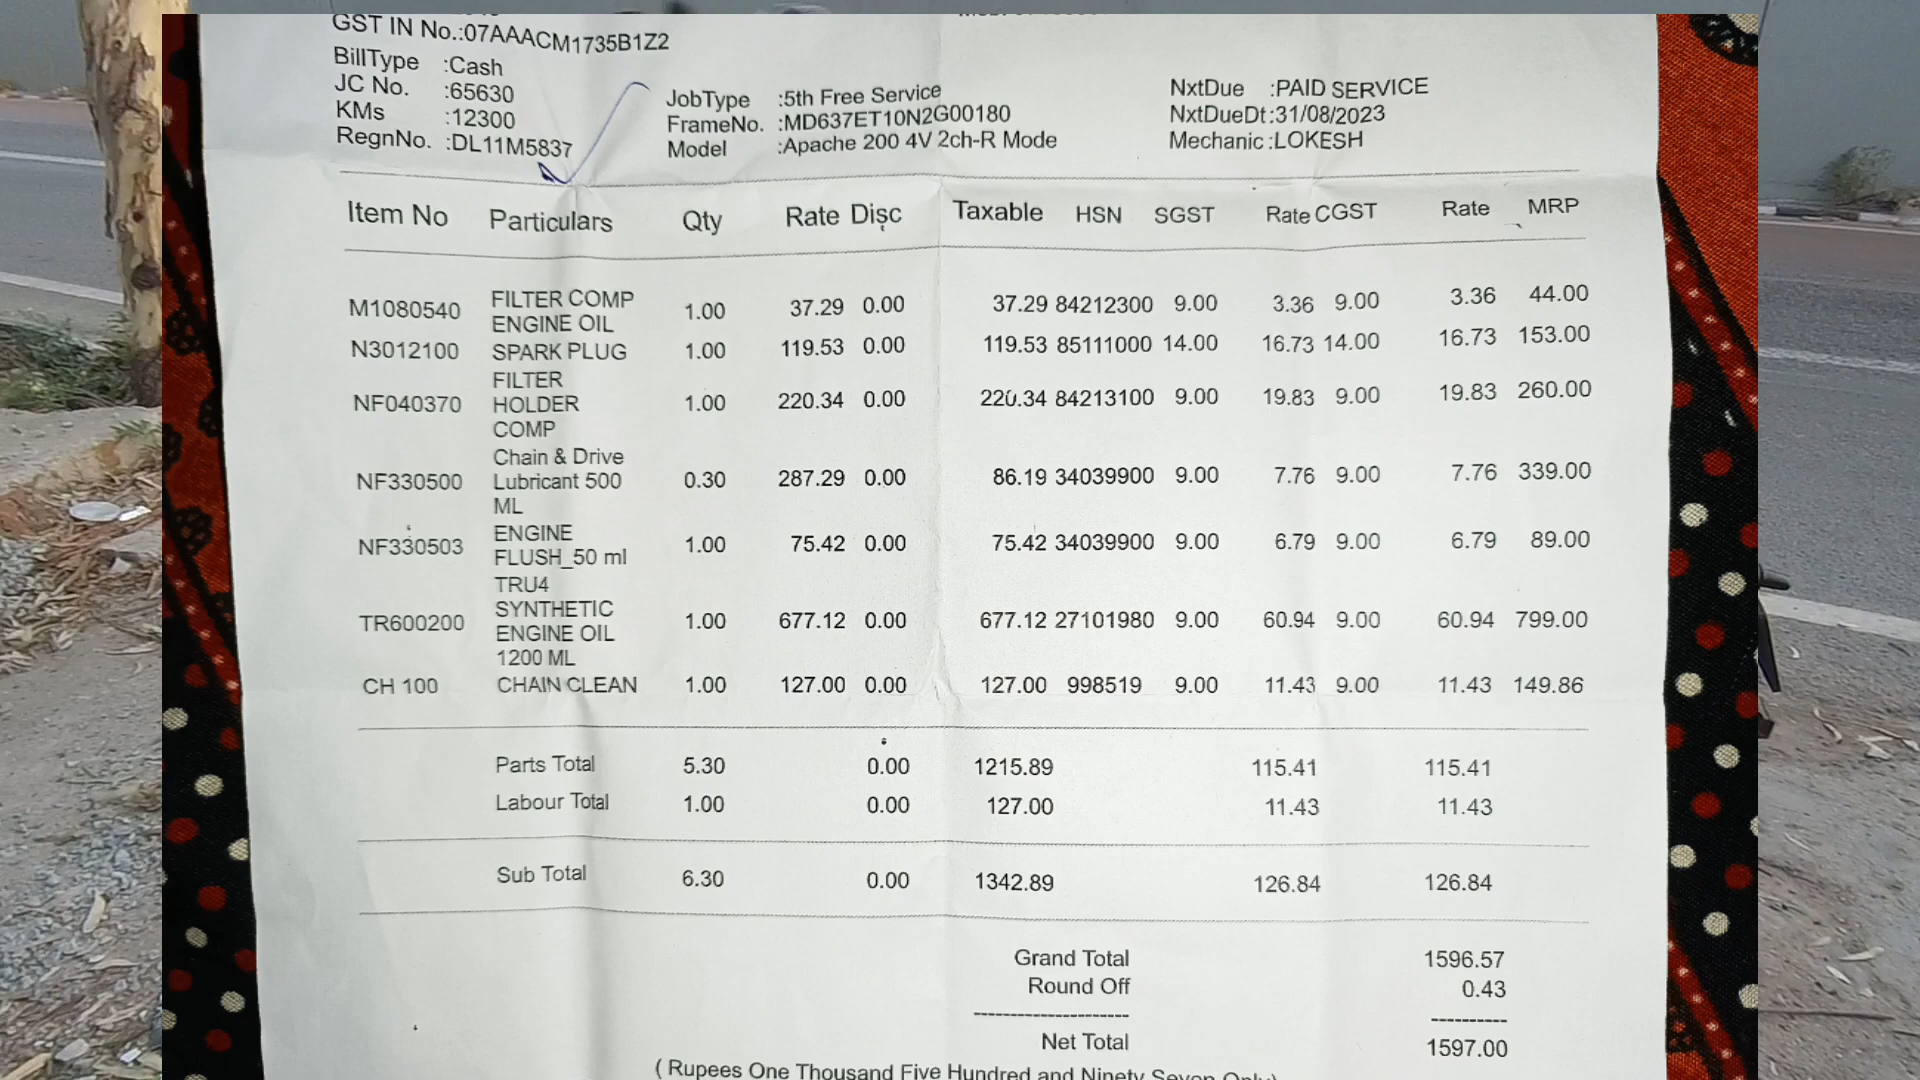 GST IN No.:07AAACM1735B1Z2
BillType :Cash
JC No. :65630
KMs :12300
RegnNo. :DL11M5837
JobType :5th Free Service
FrameNo. :MD637ET10N2G00180
Model :Apache 200 4V 2ch-R Mode
NxtDue :PAID SERVICE
NxtDueDt:31/08/2023
Mechanic:LOKESH
Item No Particulars Qty Rate Disc Taxable HSN SGST Rate CGST Rate MRP
FILTER COMP
M1080540 1.00 37.29 0.00 37.29 84212300 9.00 3.36 9.00 3.36 44.00
ENGINE OIL
N3012100 SPARK PLUG 1.00 119.53 0.00 119.53 85111000 14.00 16.73 14.00 16.73 153.00
FILTER
NF040370 HOLDER 1.00 220.34 0.00 220.34 84213100 9.00 19.83 9.00 19.83 260.00
COMP
Chain & Drive
NF330500 Lubricant 500 0.30 287.29 0.00 86.19 34039900 9.00 7.76 9.00 7.76 339.00
ML
ENGINE
NF330503 1.00 75.42 0.00 75.42 34039900 9.00 6.79 9.00 6.79 89.00
FLUSH_50 ml
TRU4
SYNTHETIC
TR600200 1.00 677.12 0.00 677.12 27101980 9.00 60.94 9.00 60.94 799.00
ENGINE OIL
1200 ML
CH 100 CHAIN CLEAN 1.00 127.00 0.00 127.00 998519 9.00 11.43 9.00 11.43 149.86
Parts Total 5.30 0.00 1215.89 115.41 115.41
Labour Total 1.00 0.00 127.00 11.43 11.43
Sub Total 6.30 0.00 1342.89 126.84 126.84
Grand Total 1596.57
Round Off 0.43
Net Total 1597.00
( Rupees One Thousand Five Hundred and Ninety Seven Only)